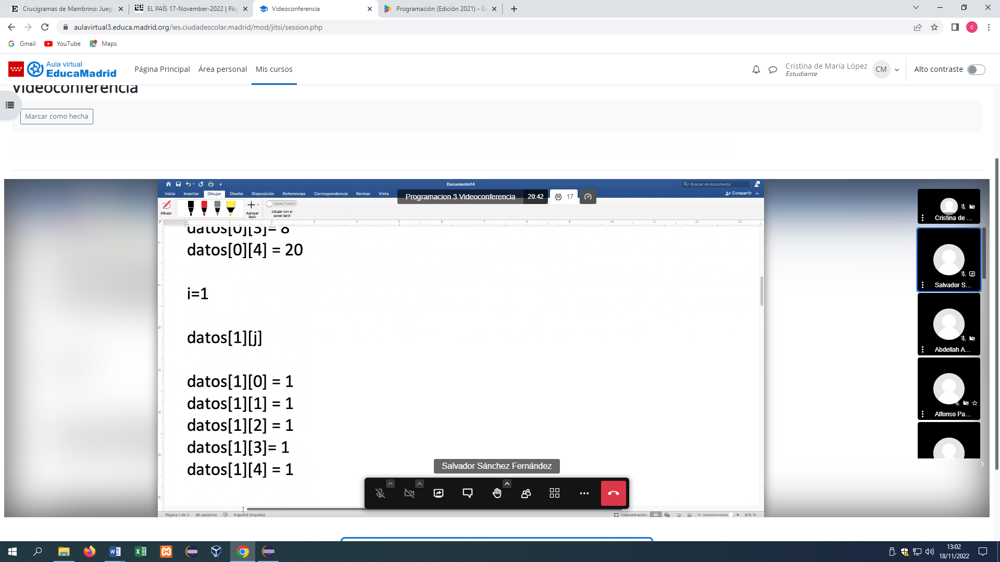 Crucigramas de Mambrino: Jueg
EL PAÍS 17-November-2022 | Pág
Videoconferencia
Programación (Edición 2021) - Go
aulavirtual3.educa.madrid.org/ies.ciudadescolar.madrid/mod/jitsi/session.php
C
Gmail
YouTube
Maps
Aula virtual
EducaMadrid
Página Principal
Área personal
Mis cursos
Cristina de María López
Estudiante
CM
Alto contraste
Videoconferencia
Marcar como hecha
Documento14
Buscar en documento
Inicio
Insertar
Dibujar
Diseño
Disposición
Referencias
Correspondencia
Revisar
Vista
Compartir
Programacion 3 Videoconferencia
20:42
17
Dibujar
Agregar
lápiz
DESACTIVADO
Dibujar con el
panel táctil
datos[0][3]= 8
datos[0][4] = 20
i=1
datos[1][j]
datos[1][0] = 1
datos[1][1] = 1
datos[1][2] = 1
datos[1][3]= 1
datos[1][4] = 1
Cristina de ...
Salvador S...
Abdellah A...
Alfonso Pa...
Salvador Sánchez Fernández
Página 1 de 2
85 palabras
Español (España)
Concentración
475 %
13:02
18/11/2022